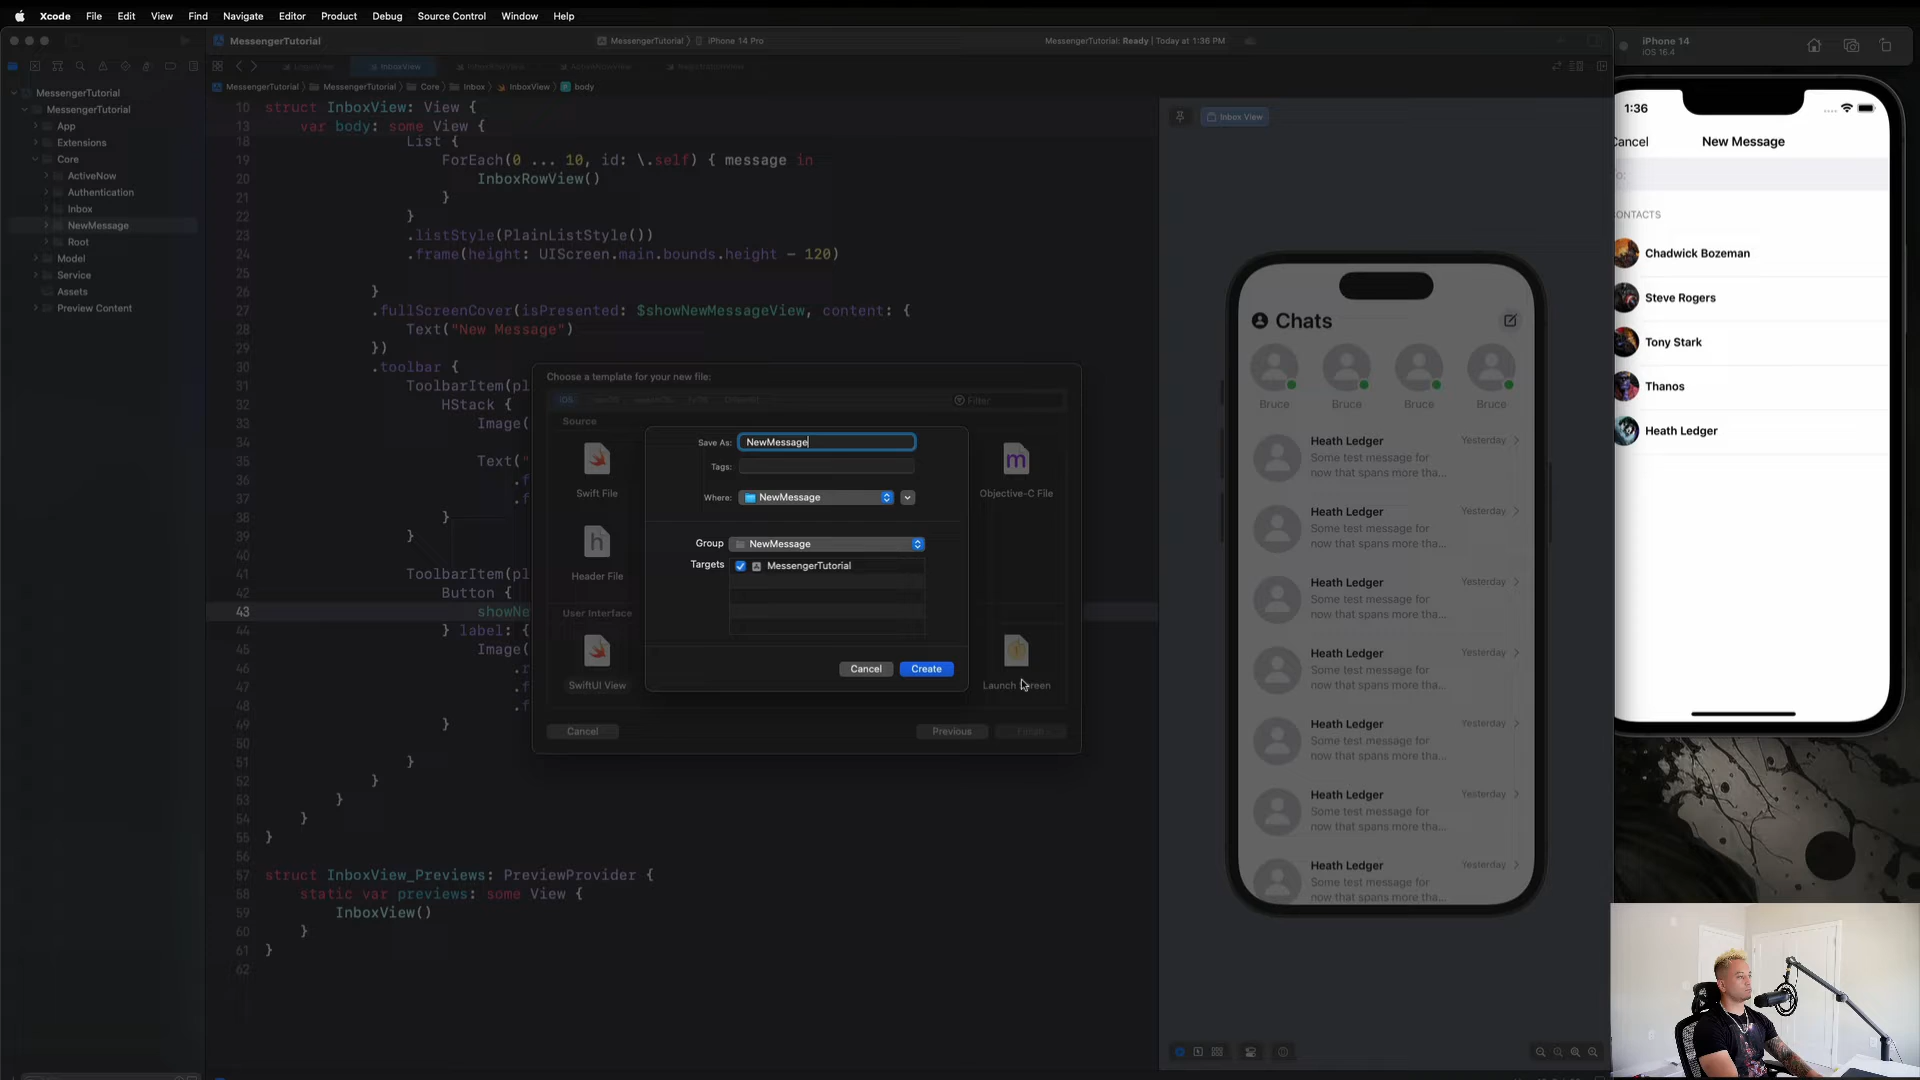 Xcode File Edit View Find Navigate Editor Product Debug Source Control Window Help
MessengerTutorial
MessengerTutorial
App
Extensions
Core
ActiveNow
Authentication
Inbox
NewMessage
Root
Model
Service
Assets
Preview Content
MessengerTutorial
MessengerTutorial 〉 iPhone 14 Pro
MessengerTutorial: Ready | Today at 1:36 PM
InboxView
MessengerTutorial 〉 MessengerTutorial 〉 Core 〉 Inbox 〉 InboxView 〉 body
10 struct InboxView: View {
13 var body: some View {
18 List {
19 ForEach(0 ... 10, id: \.self) { message in
20 InboxRowView()
21 }
22 }
23 .listStyle(PlainListStyle())
24 .frame(height: UIScreen.main.bounds.height - 120)
25
26 }
27 .fullScreenCover(isPresented: $showNewMessageView, content: {
28 Text("New Message")
29 })
30 .toolbar {
31 ToolbarItem(pl
32 HStack {
33 Image(
34
35 Text("
36 .f
37 .f
38 }
39 }
40
41 ToolbarItem(pl
42 Button {
43 showNe
44 } label: {
45 Image(
46 .r
47 .f
48 .f
49 }
50
51 }
52 }
53 }
54 }
55 }
56
57 struct InboxView_Previews: PreviewProvider {
58 static var previews: some View {
59 InboxView()
60 }
61 }
62
Choose a template for your new file:
iOS
Filter
Source
Swift File
Objective-C File
Header File
User Interface
SwiftUI View
Launch Screen
Cancel
Previous
Save As: NewMessage
Tags:
Where: NewMessage
Group NewMessage
Targets MessengerTutorial
Cancel Create
Inbox View
Chats
Bruce Bruce Bruce Bruce
Heath Ledger Yesterday
Some test message for
now that spans more tha...
Heath Ledger Yesterday
Some test message for
now that spans more tha...
Heath Ledger Yesterday
Some test message for
now that spans more tha...
Heath Ledger Yesterday
Some test message for
now that spans more tha...
Heath Ledger Yesterday
Some test message for
now that spans more tha...
Heath Ledger Yesterday
Some test message for
now that spans more tha...
Heath Ledger Yesterday
Some test message for
now that spans more tha...
iPhone 14
iOS 16.4
1:36
ancel New Message
o:
ONTACTS
Chadwick Bozeman
Steve Rogers
Tony Stark
Thanos
Heath Ledger